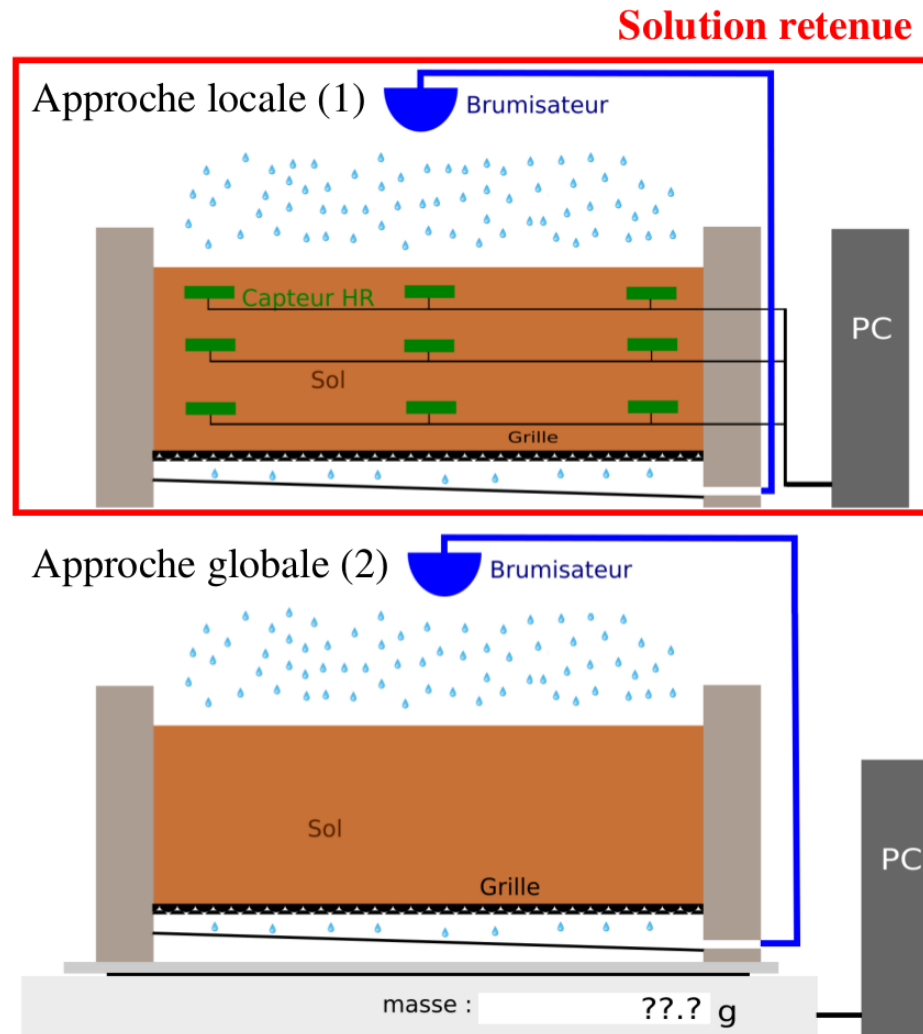 Solution retenue
Approche locale (1)
Brumisateur
Capteur HR
PC
Sol
Grille
Approche globale (2)
Brumisateur
Sol
PC
Grille
masse : ??.? g